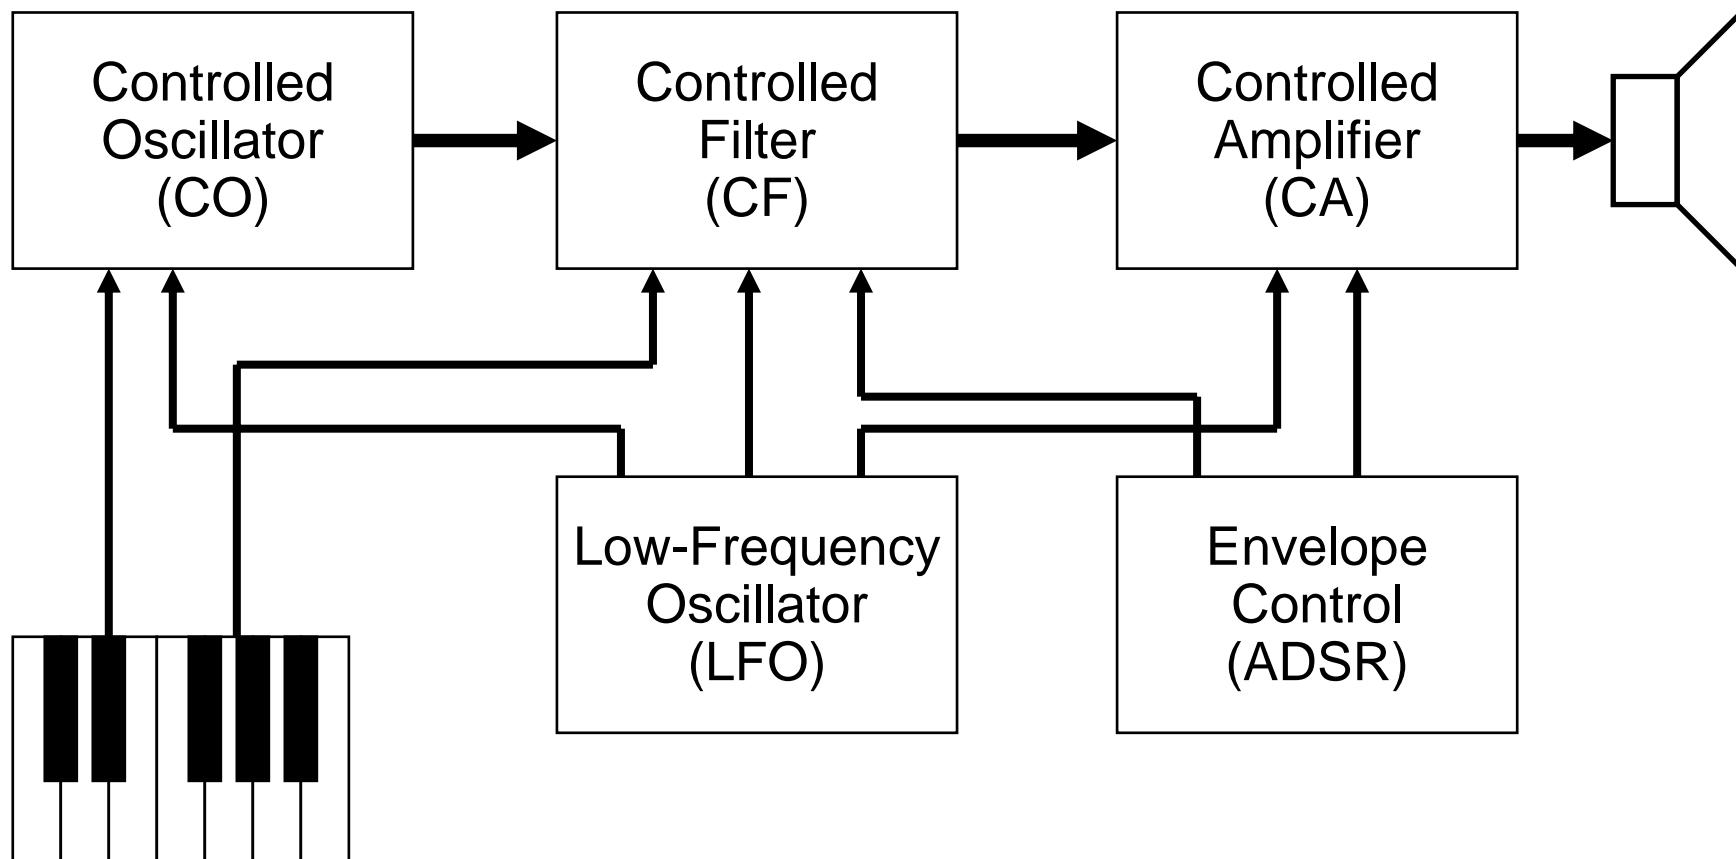 Controlled
Oscillator
(CO)
Controlled
Filter
(CF)
Controlled
Amplifier
(CA)
Low-Frequency
Oscillator
(LFO)
Envelope
Control
(ADSR)